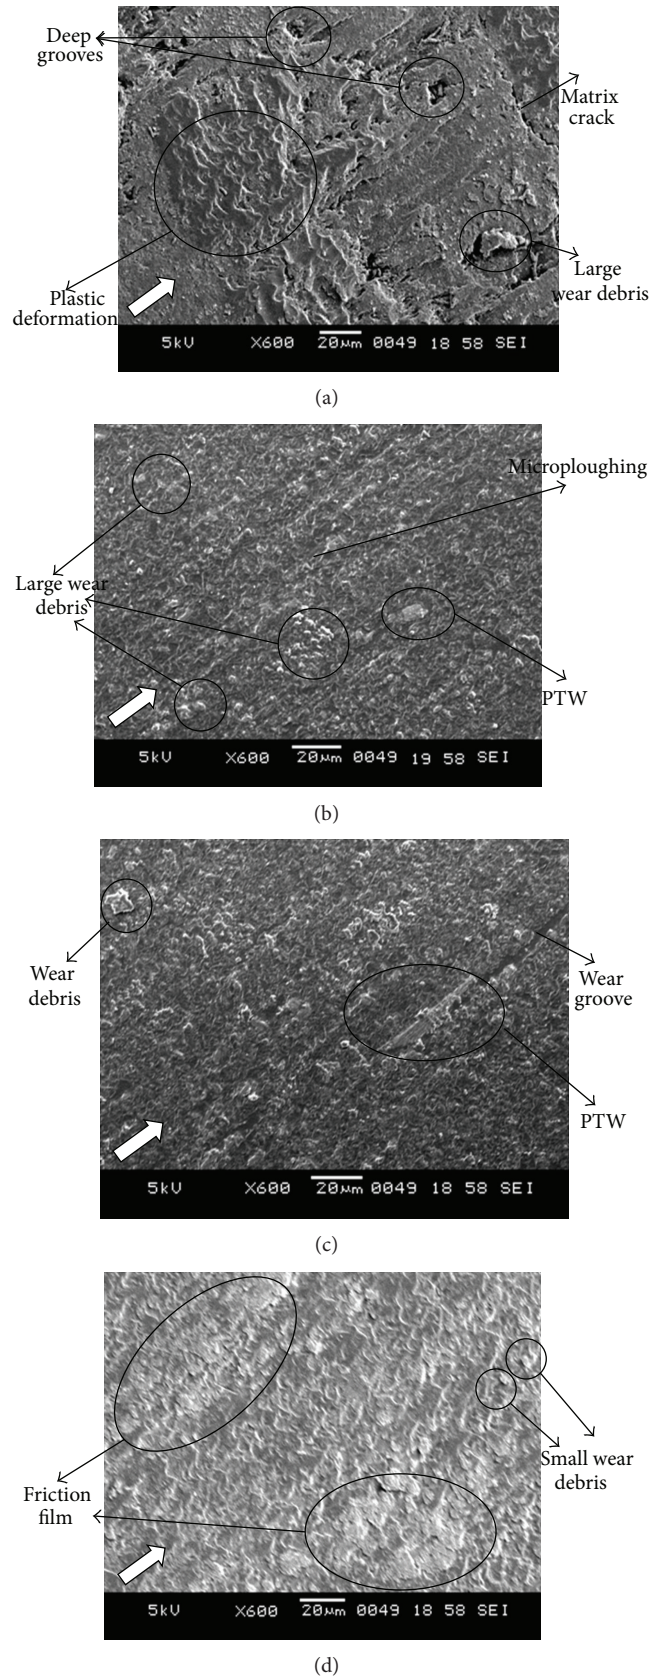 Deep
grooves
Matrix
crack
Plastic
deformation
Large
wear debris
5kV X600 20μm 0049 18 58 SEI
(a)
Microploughing
Large wear
debris
PTW
5kV X600 20μm 0049 19 58 SEI
(b)
Wear
debris
Wear
groove
PTW
5kV X600 20μm 0049 18 58 SEI
(c)
Friction
film
Small wear
debris
5kV X600 20μm 0049 18 58 SEI
(d)